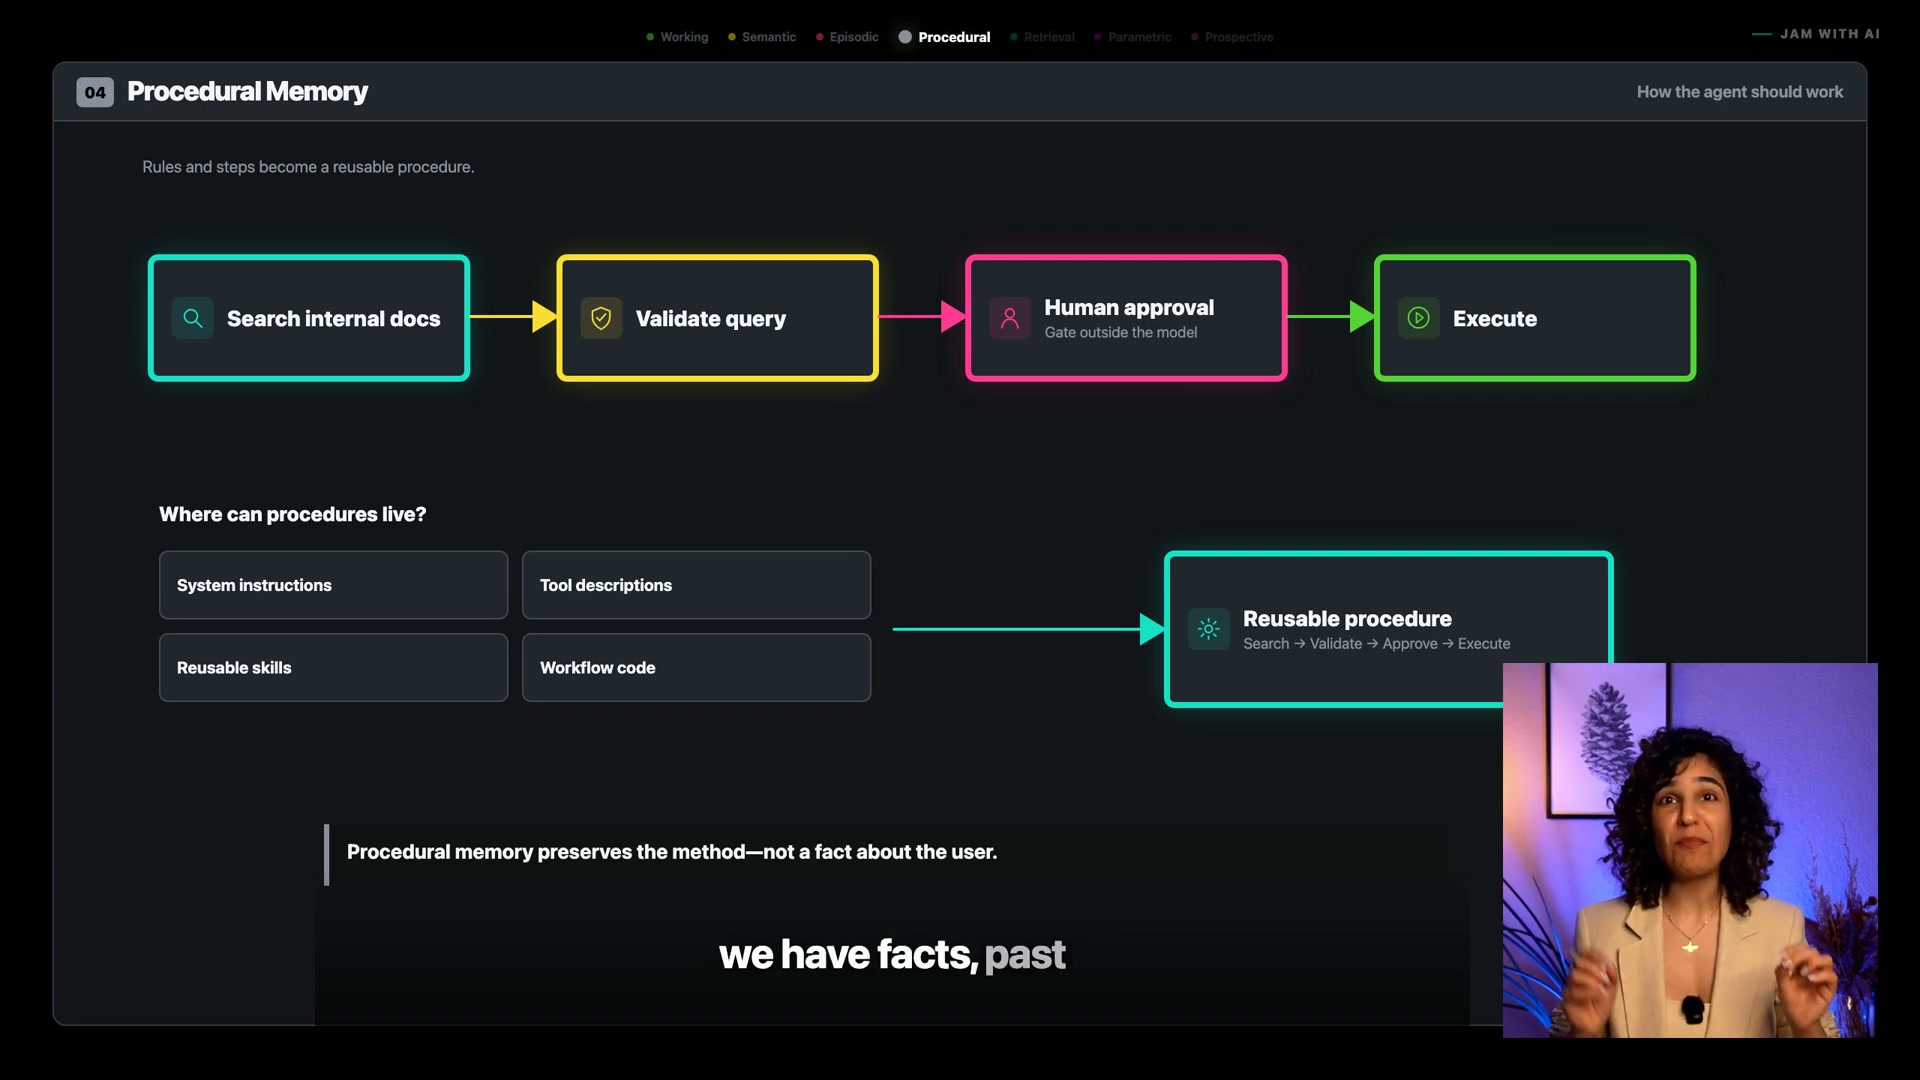 Working Semantic Episodic Procedural Retrieval Parametric Prospective
JAM WITH AI
04 Procedural Memory
How the agent should work
Rules and steps become a reusable procedure.
Search internal docs
Validate query
Human approval
Gate outside the model
Execute
Where can procedures live?
System instructions
Tool descriptions
Reusable skills
Workflow code
Reusable procedure
Search → Validate → Approve → Execute
Procedural memory preserves the method—not a fact about the user.
we have facts, past